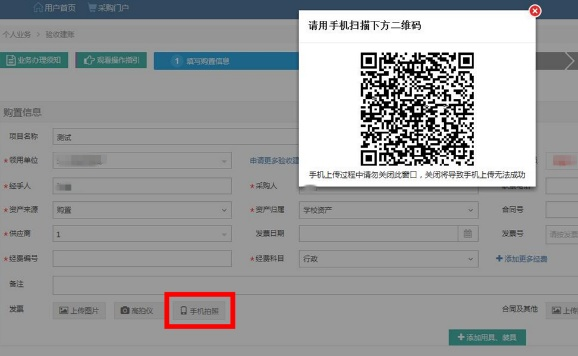 用户首页 采购门户
请用手机扫描下方二维码
个人业务 > 验收建账
业务办理须知 观看操作指引 1 填写购置信息
手机上传过程中请勿关闭此窗口，关闭将导致手机上传无法成功
购置信息
项目名称 测试
*领用单位 申请更多验收建
*经手人 *采购人
*资产来源 购置 *资产归属 学校资产 合同号
*供应商 1 发票日期 发票号
*经费编号 *经费科目 行政 +添加更多经费
备注
发票 上传图片 高拍仪 手机拍照 合同及其他 上传
+ 添加用具、装具